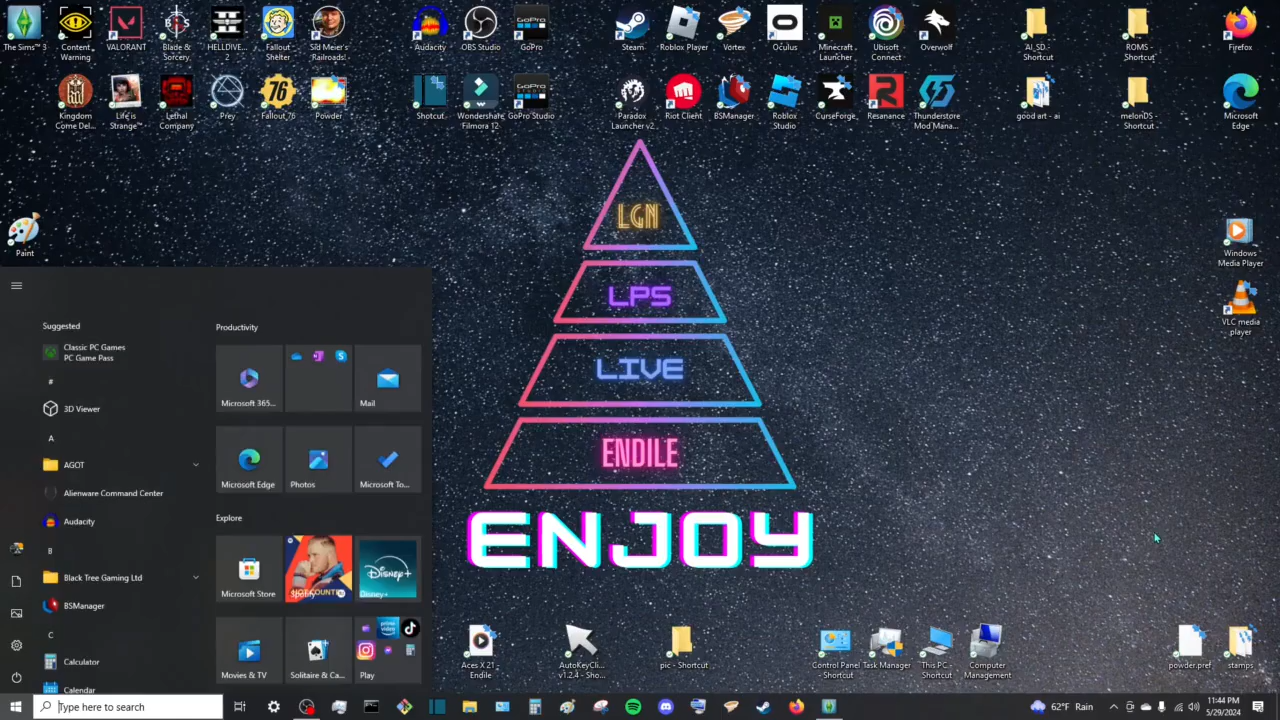 The Sims™ 3
Content
Warning
VALORANT
Blade &
Sorcery
HELLDIVE...
2
Fallout
Shelter
Sid Meier's
Railroads!
Audacity
OBS Studio
GoPro
Steam
Roblox Player
Vortex
Oculus
Minecraft
Launcher
Ubisoft
Connect
Overwolf
AI_SD -
Shortcut
ROMS -
Shortcut
Firefox
Kingdom
Come Del...
Life is
Strange™
Lethal
Company
Prey
76
Fallout 76
Powder
Shotcut
Wondershare
Filmora 12
GoPro Studio
Paradox
Launcher v2
Riot Client
BSManager
Roblox
Studio
CurseForge
Resanance
Thunderstore
Mod Mana...
good art - ai
melonDS -
Shortcut
Microsoft
Edge
Paint
Windows
Media Player
VLC media
player
LGN
LPS
LIVE
ENDILE
ENJOY
Suggested
Classic PC Games
PC Game Pass
#
3D Viewer
A
AGOT
Alienware Command Center
Audacity
B
Black Tree Gaming Ltd
BSManager
C
Calculator
Calendar
Productivity
Microsoft 365...
Mail
Microsoft Edge
Photos
Microsoft To...
Explore
Microsoft Store
Spotify
Disney+
Movies & TV
Solitaire & Ca...
prime video
Play
Aces X 21 -
Endile
AutoKeyCli...
v1.2.4 - Sho...
pic - Shortcut
Control Panel
- Shortcut
Task Manager
This PC -
Shortcut
Computer
Management
powder.pref
stamps
Type here to search
62°F Rain
11:44 PM
5/29/2024